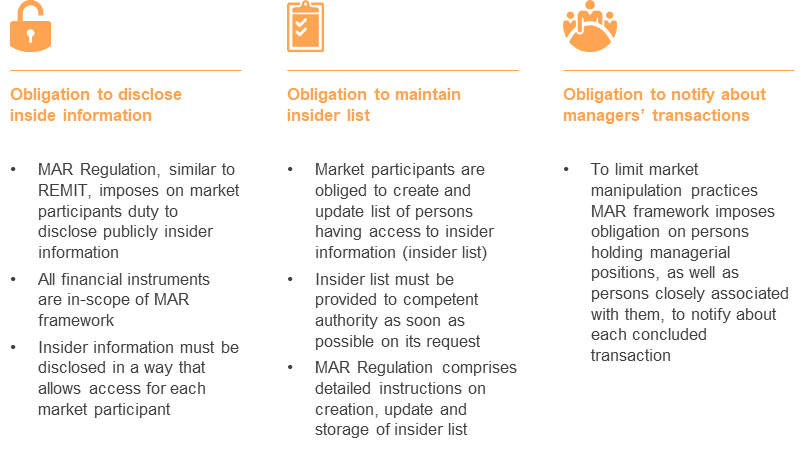 Obligation to disclose
inside information
• MAR Regulation, similar to
REMIT, imposes on market
participants duty to
disclose publicly insider
information
• All financial instruments
are in-scope of MAR
framework
• Insider information must be
disclosed in a way that
allows access for each
market participant
Obligation to maintain
insider list
• Market participants are
obliged to create and
update list of persons
having access to insider
information (insider list)
• Insider list must be
provided to competent
authority as soon as
possible on its request
• MAR Regulation comprises
detailed instructions on
creation, update and
storage of insider list
Obligation to notify about
managers’ transactions
• To limit market
manipulation practices
MAR framework imposes
obligation on persons
holding managerial
positions, as well as
persons closely associated
with them, to notify about
each concluded
transaction